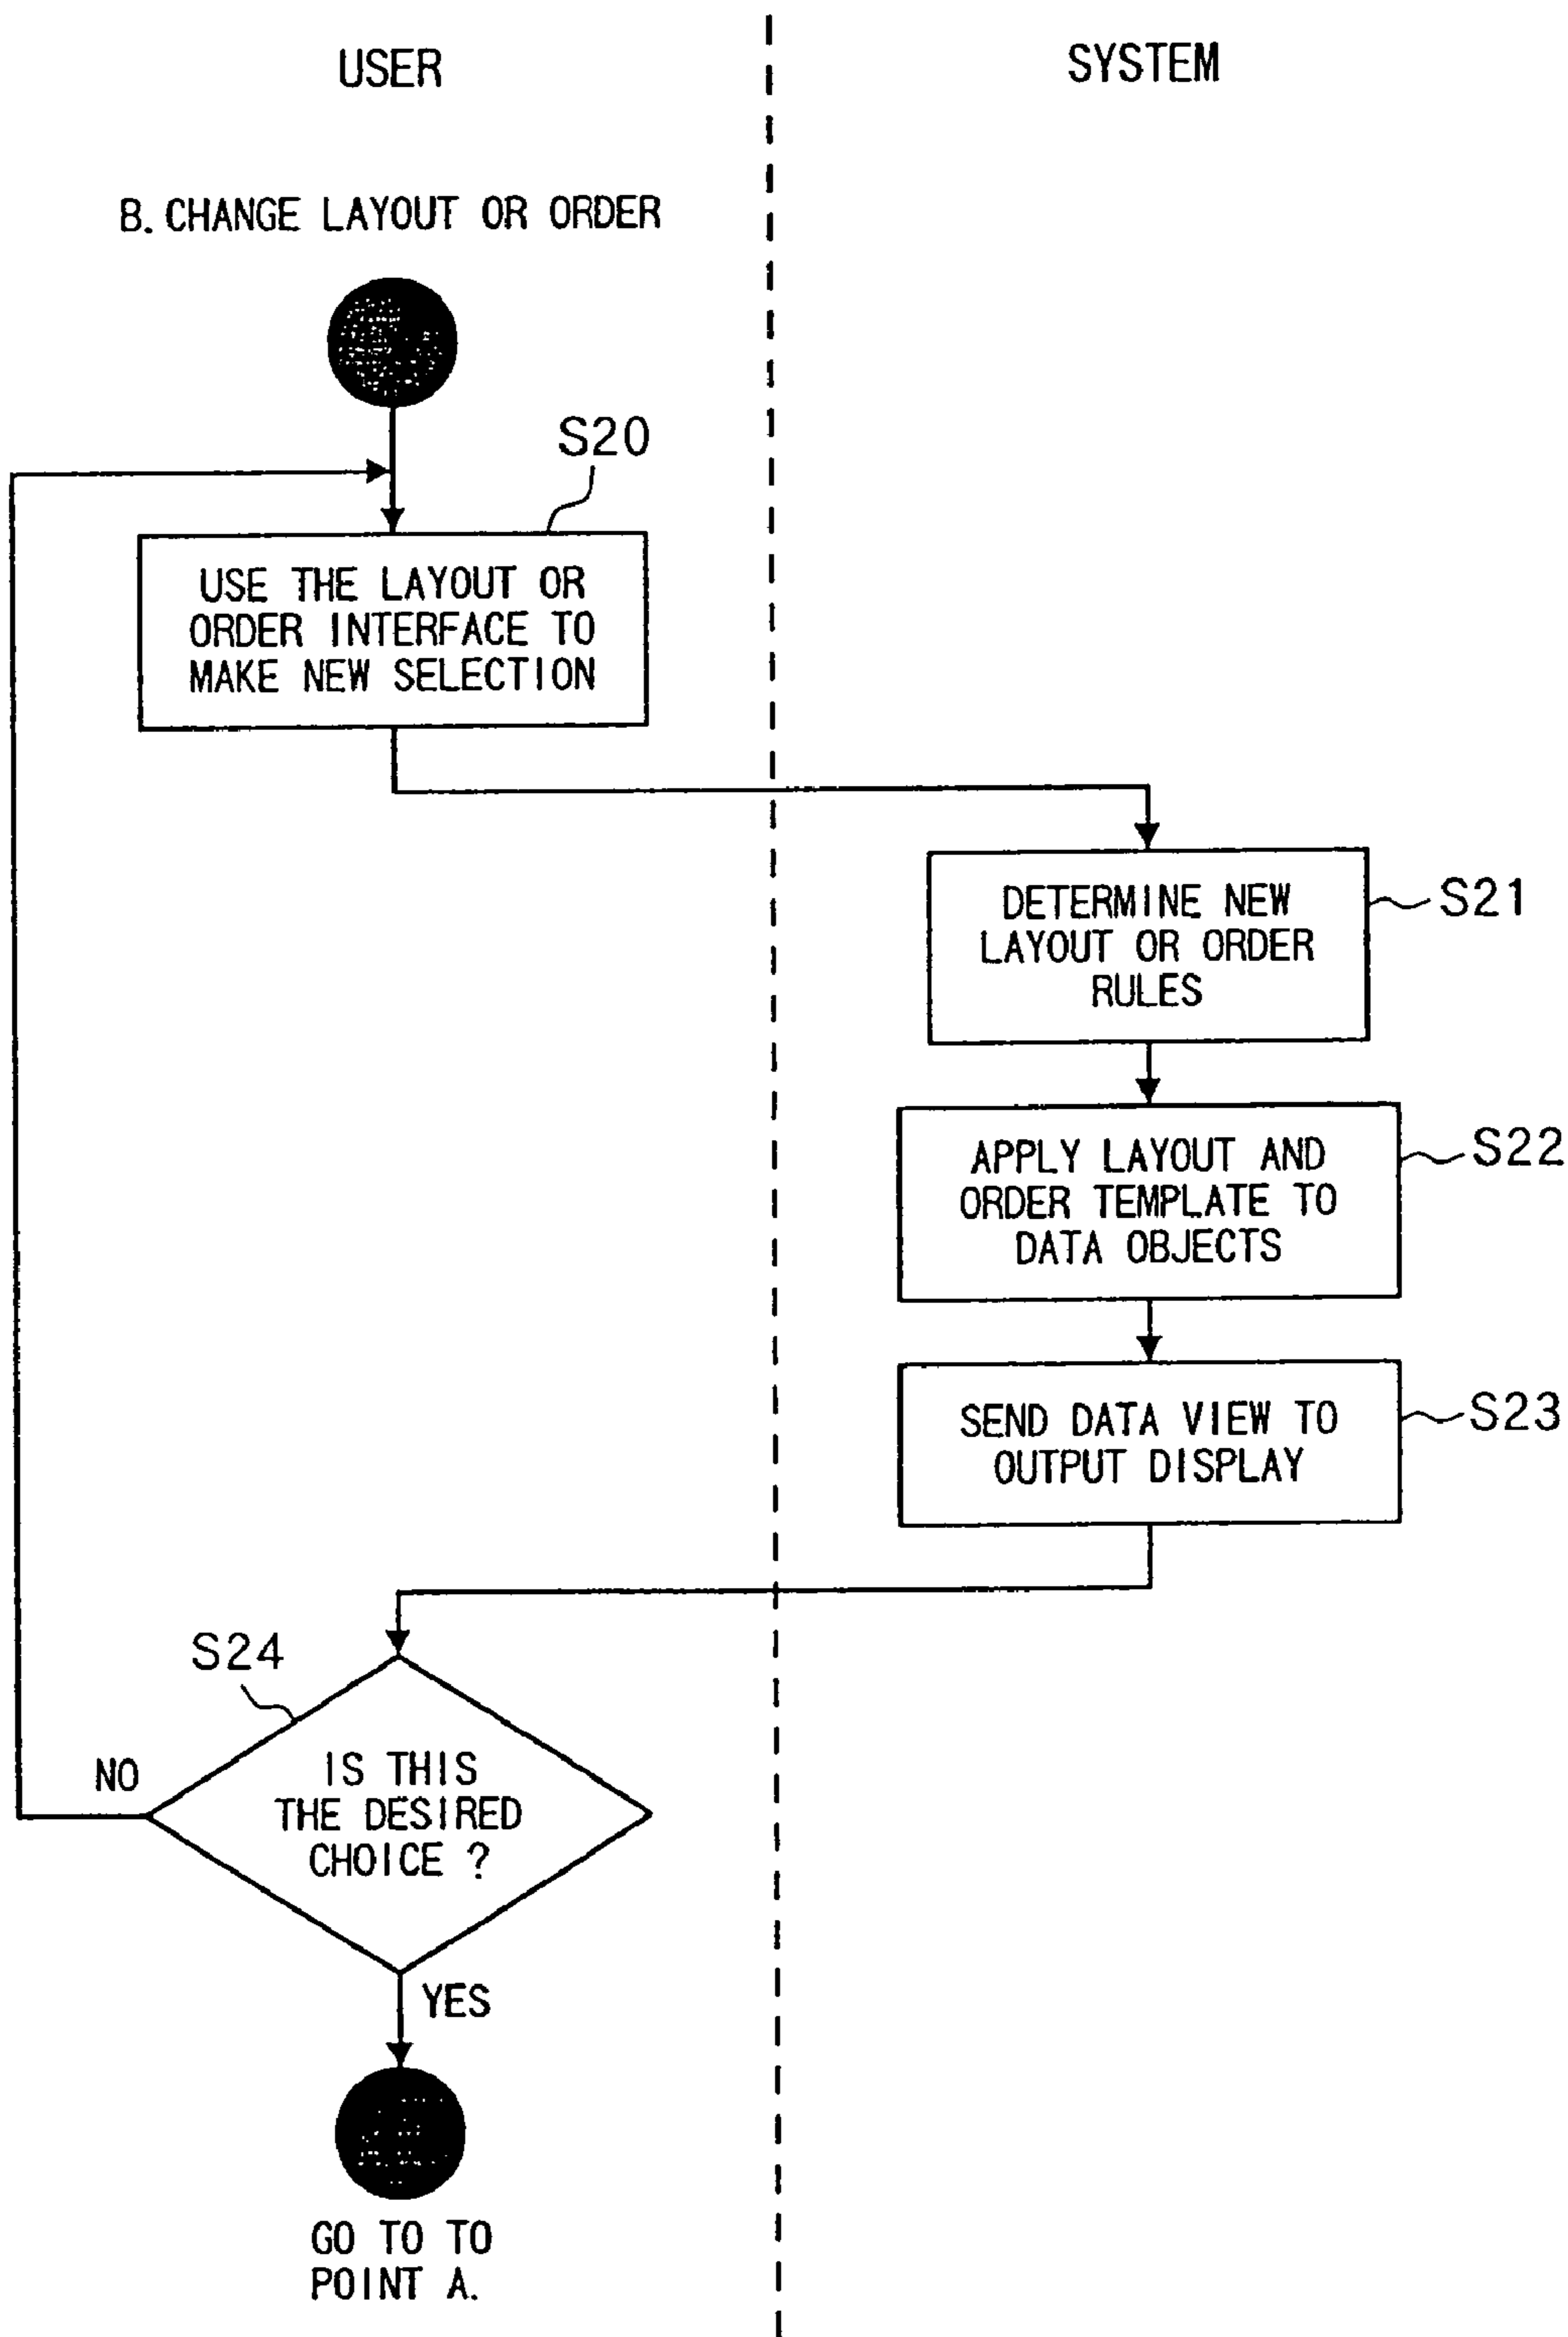 USER
SYSTEM
B. CHANGE LAYOUT OR ORDER
S20
USE THE LAYOUT OR
ORDER INTERFACE TO
MAKE NEW SELECTION
DETERMINE NEW
LAYOUT OR ORDER
RULES
S21
APPLY LAYOUT AND
ORDER TEMPLATE TO
DATA OBJECTS
S22
SEND DATA VIEW TO
OUTPUT DISPLAY
S23
S24
NO
IS THIS
THE DESIRED
CHOICE ?
YES
GO TO TO
POINT A.